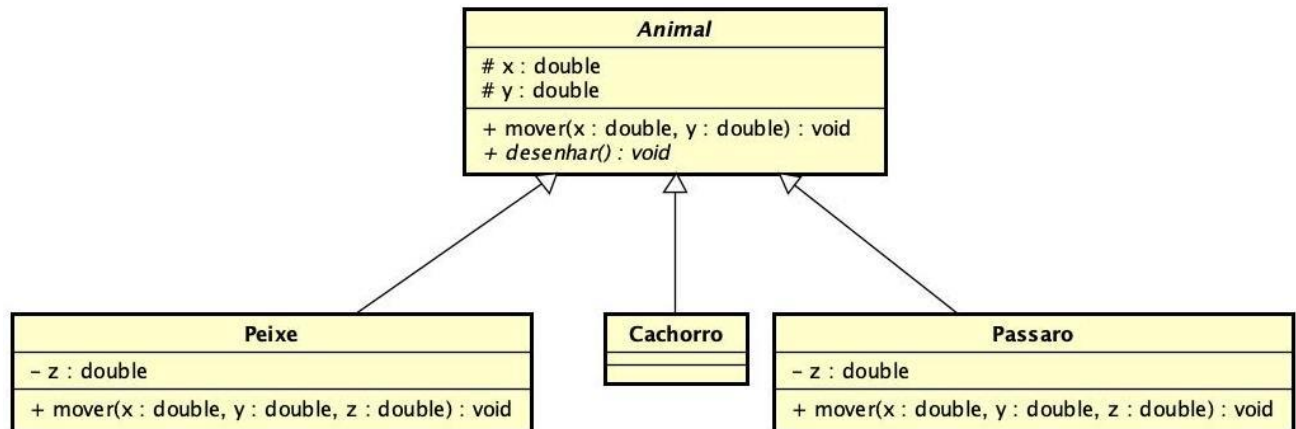 Animal
# x : double
# y : double
+ mover(x : double, y : double) : void
+ desenhar() : void
Peixe
– z : double
+ mover(x : double, y : double, z : double) : void
Cachorro
Passaro
– z : double
+ mover(x : double, y : double, z : double) : void